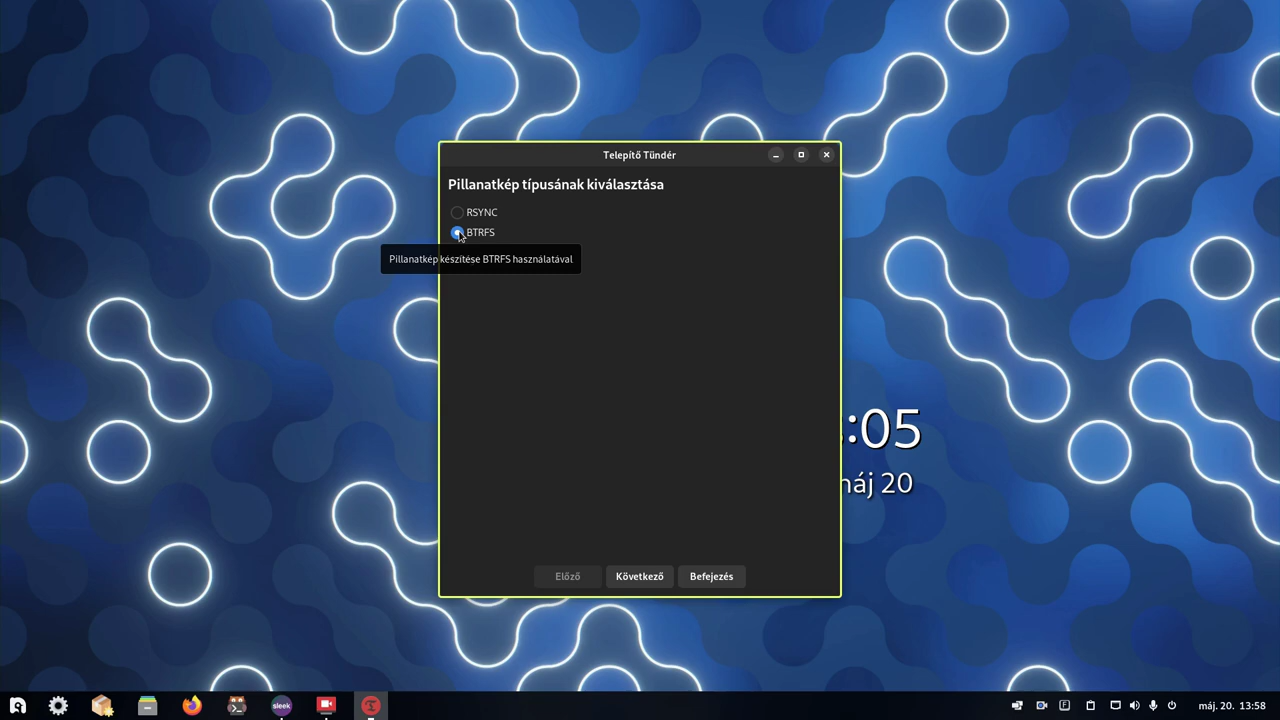 Telepítő Tündér
Pillanatkép típusának kiválasztása
RSYNC
BTRFS
Pillanatkép készítése BTRFS használatával
:05
máj 20
Előző
Következő
Befejezés
sleek
máj. 20. 13:58